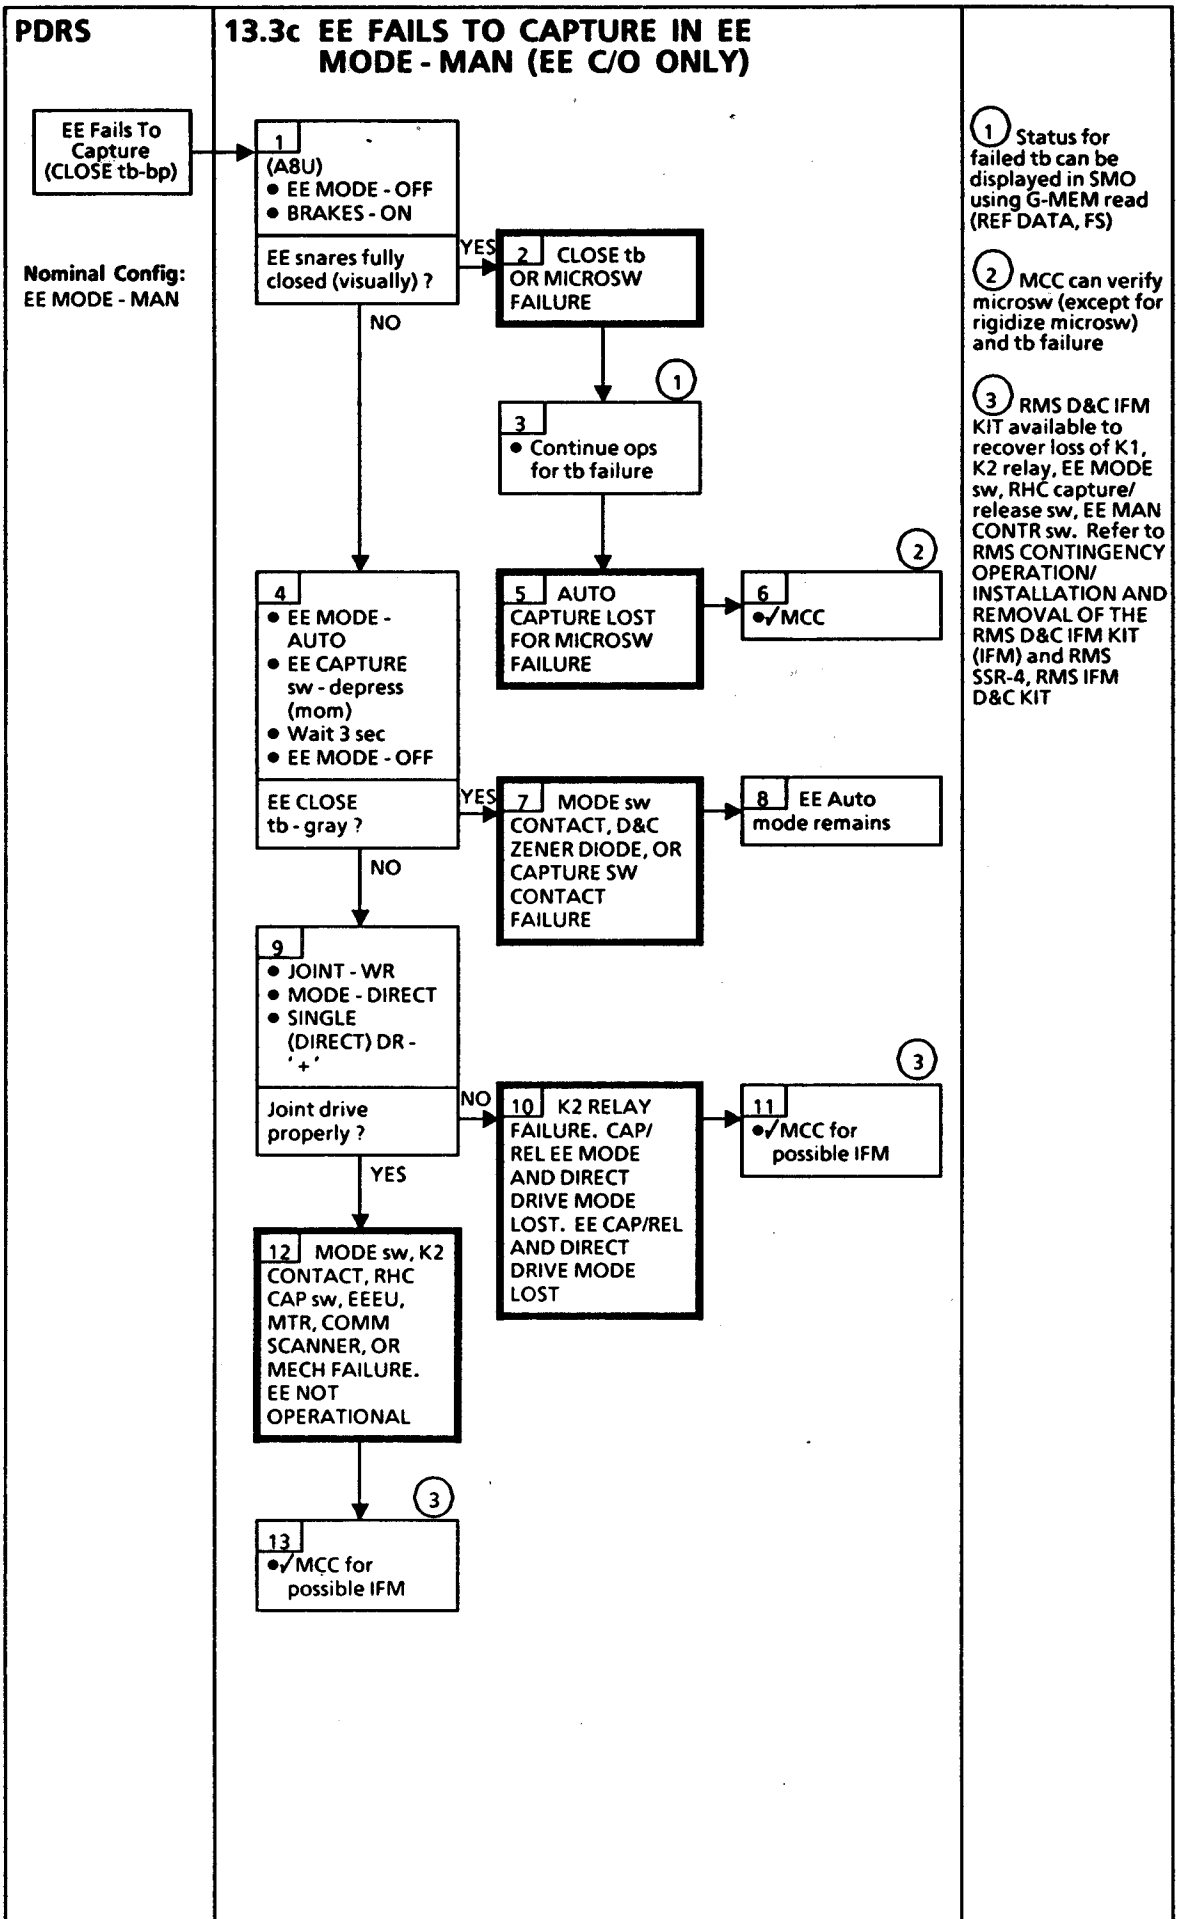 PDRS
13.3c EE FAILS TO CAPTURE IN EE
MODE - MAN (EE C/O ONLY)
EE Fails To
Capture
(CLOSE tb-bp)
Nominal Config:
EE MODE - MAN
1
(A8U)
● EE MODE - OFF
● BRAKES - ON
EE snares fully
closed (visually) ?
YES
NO
2 CLOSE tb
OR MICROSW
FAILURE
1
3
● Continue ops
for tb failure
4
● EE MODE -
AUTO
● EE CAPTURE
sw - depress
(mom)
● Wait 3 sec
● EE MODE - OFF
EE CLOSE
tb - gray ?
YES
NO
5 AUTO
CAPTURE LOST
FOR MICROSW
FAILURE
2
6
●√MCC
7 MODE sw
CONTACT, D&C
ZENER DIODE, OR
CAPTURE SW
CONTACT
FAILURE
8 EE Auto
mode remains
9
● JOINT - WR
● MODE - DIRECT
● SINGLE
(DIRECT) DR -
'+'
Joint drive
properly ?
NO
YES
10 K2 RELAY
FAILURE. CAP/
REL EE MODE
AND DIRECT
DRIVE MODE
LOST. EE CAP/REL
AND DIRECT
DRIVE MODE
LOST
3
11
●√MCC for
possible IFM
12 MODE sw, K2
CONTACT, RHC
CAP sw, EEEU,
MTR, COMM
SCANNER, OR
MECH FAILURE.
EE NOT
OPERATIONAL
3
13
●√MCC for
possible IFM
1 Status for
failed tb can be
displayed in SMO
using G-MEM read
(REF DATA, FS)
2 MCC can verify
microsw (except for
rigidize microsw)
and tb failure
3 RMS D&C IFM
KIT available to
recover loss of K1,
K2 relay, EE MODE
sw, RHC capture/
release sw, EE MAN
CONTR sw. Refer to
RMS CONTINGENCY
OPERATION/
INSTALLATION AND
REMOVAL OF THE
RMS D&C IFM KIT
(IFM) and RMS
SSR-4, RMS IFM
D&C KIT